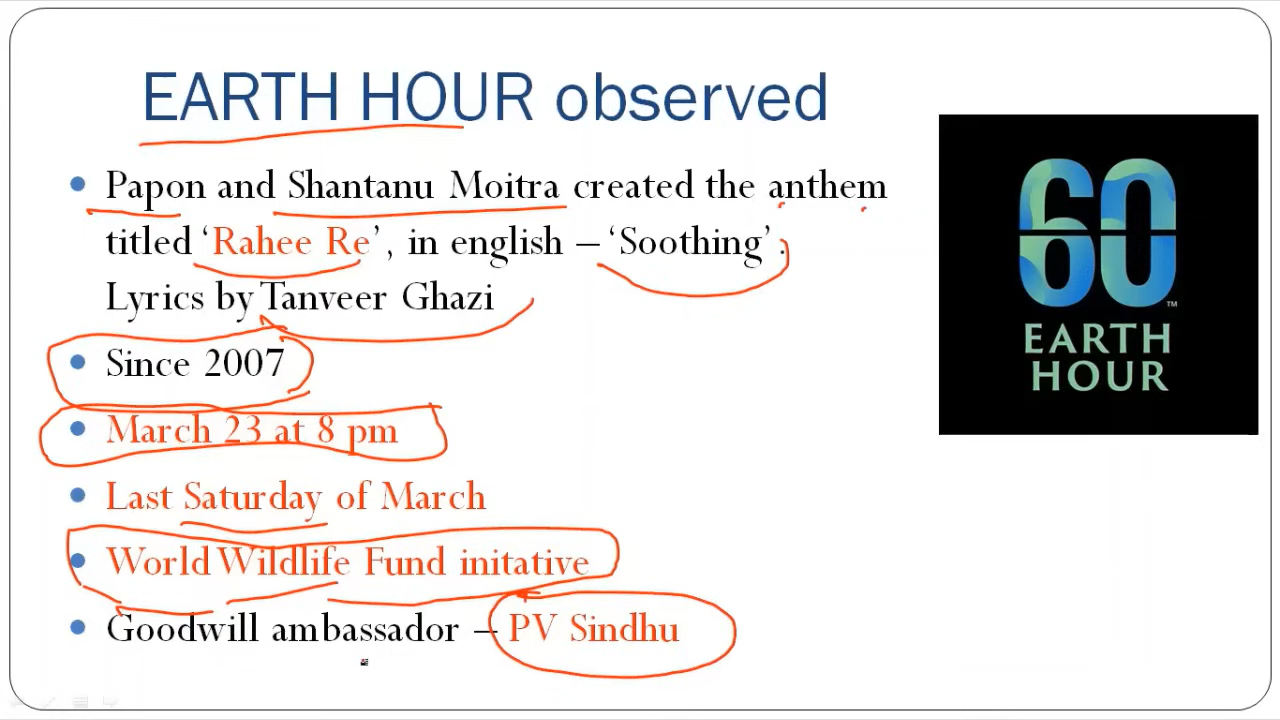 EARTH HOUR observed
Papon and Shantanu Moitra created the anthem
titled ‘Rahee Re’, in english – ‘Soothing’.
Lyrics by Tanveer Ghazi
Since 2007
March 23 at 8 pm
Last Saturday of March
World Wildlife Fund initative
Goodwill ambassador – PV Sindhu
60™
EARTH
HOUR